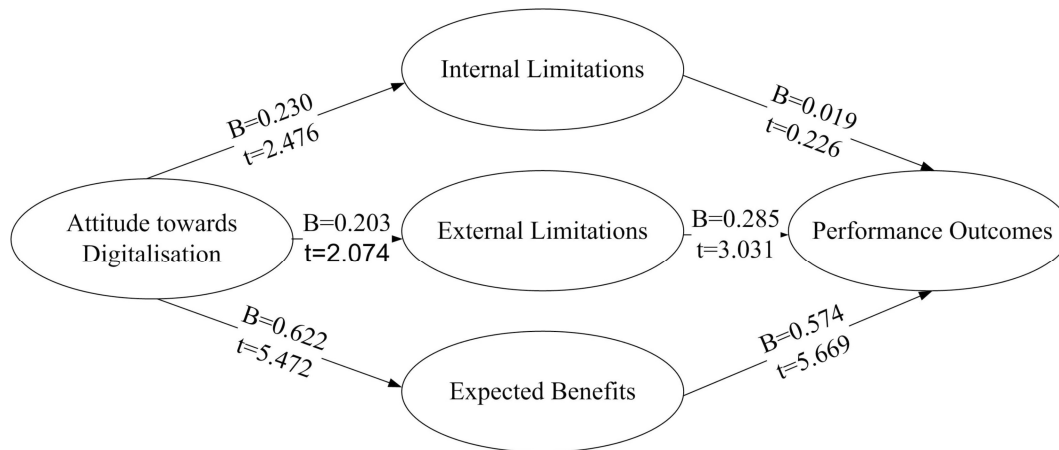 Internal Limitations
B=0.230
t=2.476
B=0.019
t=0.226
Attitude towards
Digitalisation
B=0.203
t=2.074
External Limitations
B=0.285
t=3.031
Performance Outcomes
B=0.622
t=5.472
B=0.574
t=5.669
Expected Benefits